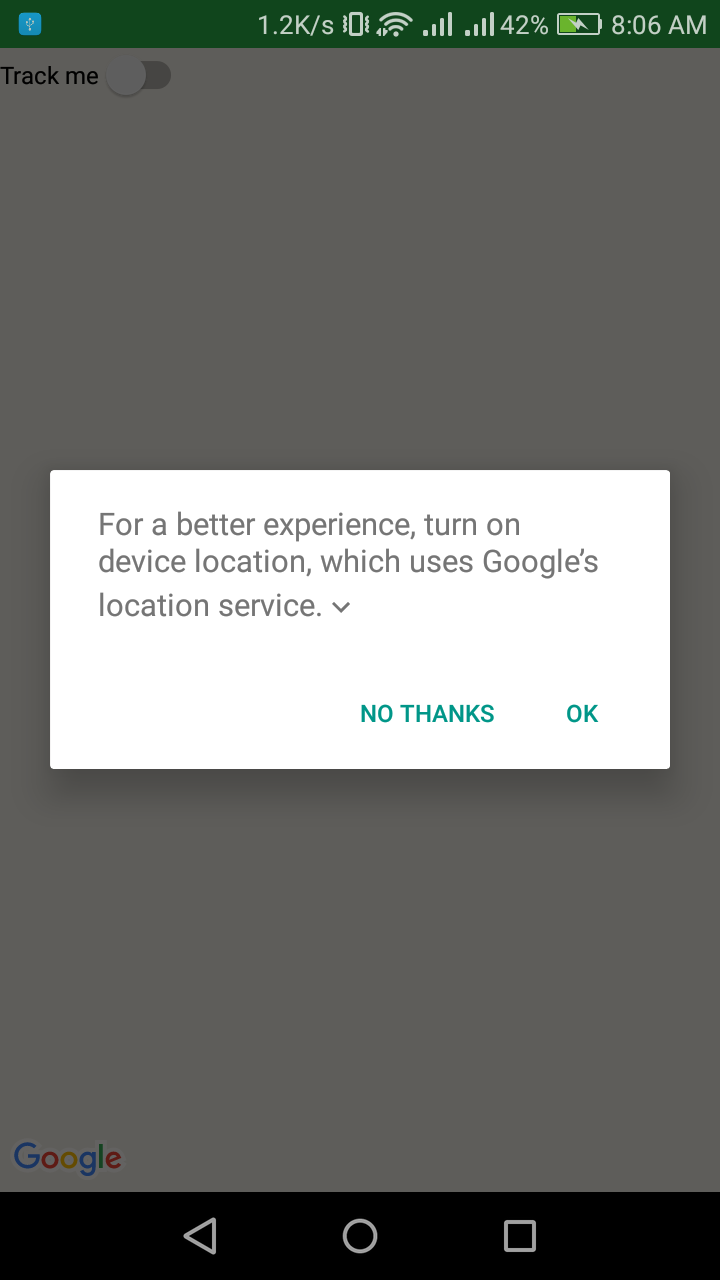 1.2K/s 42% 8:06 AM
Track me
For a better experience, turn on
device location, which uses Google’s
location service.
NO THANKS OK
Google